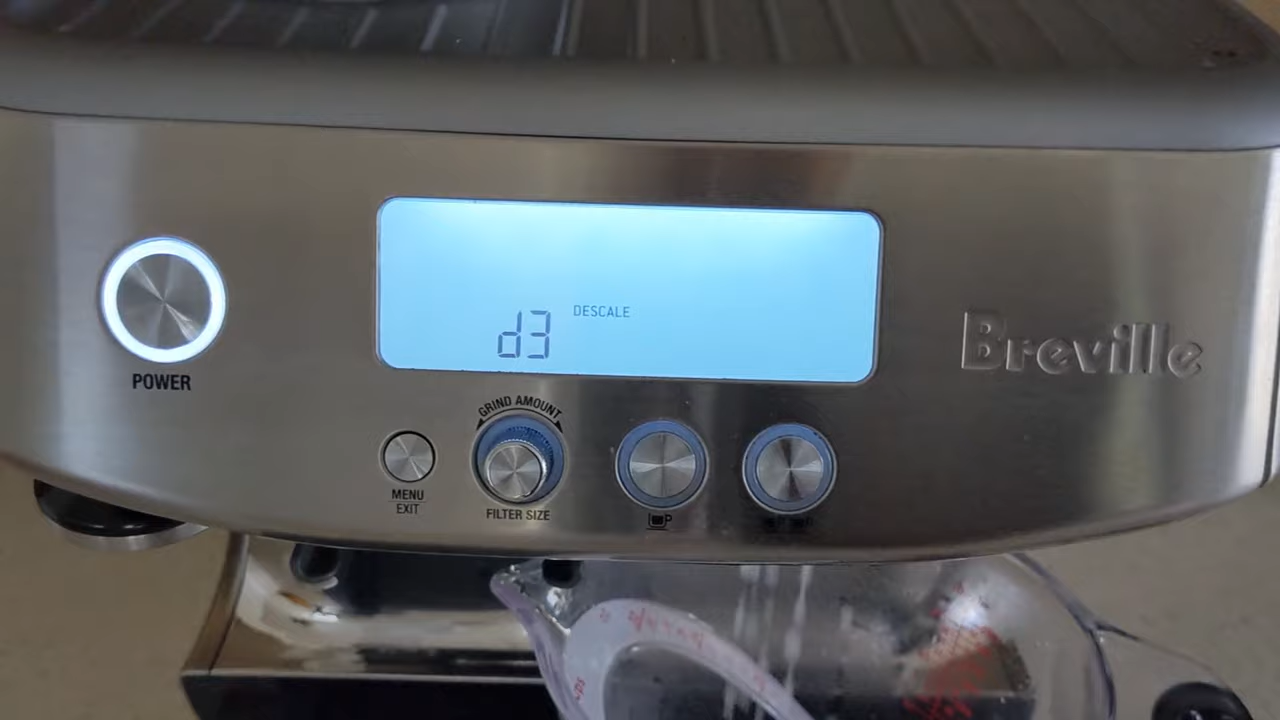 POWER
DESCALE
d3
Breville
GRIND AMOUNT
MENU
EXIT
FILTER SIZE